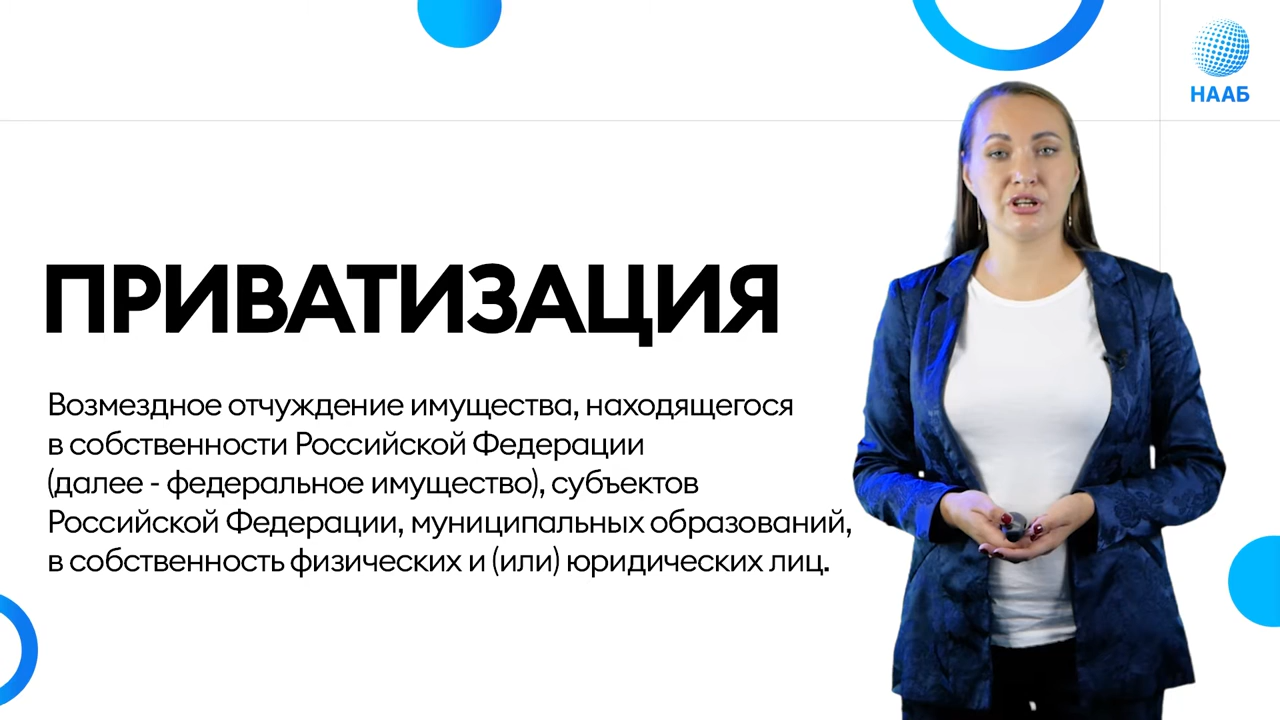 НААБ
ПРИВАТИЗАЦИЯ
Возмездное отчуждение имущества, находящегося
в собственности Российской Федерации
(далее - федеральное имущество), субъектов
Российской Федерации, муниципальных образований,
в собственность физических и (или) юридических лиц.